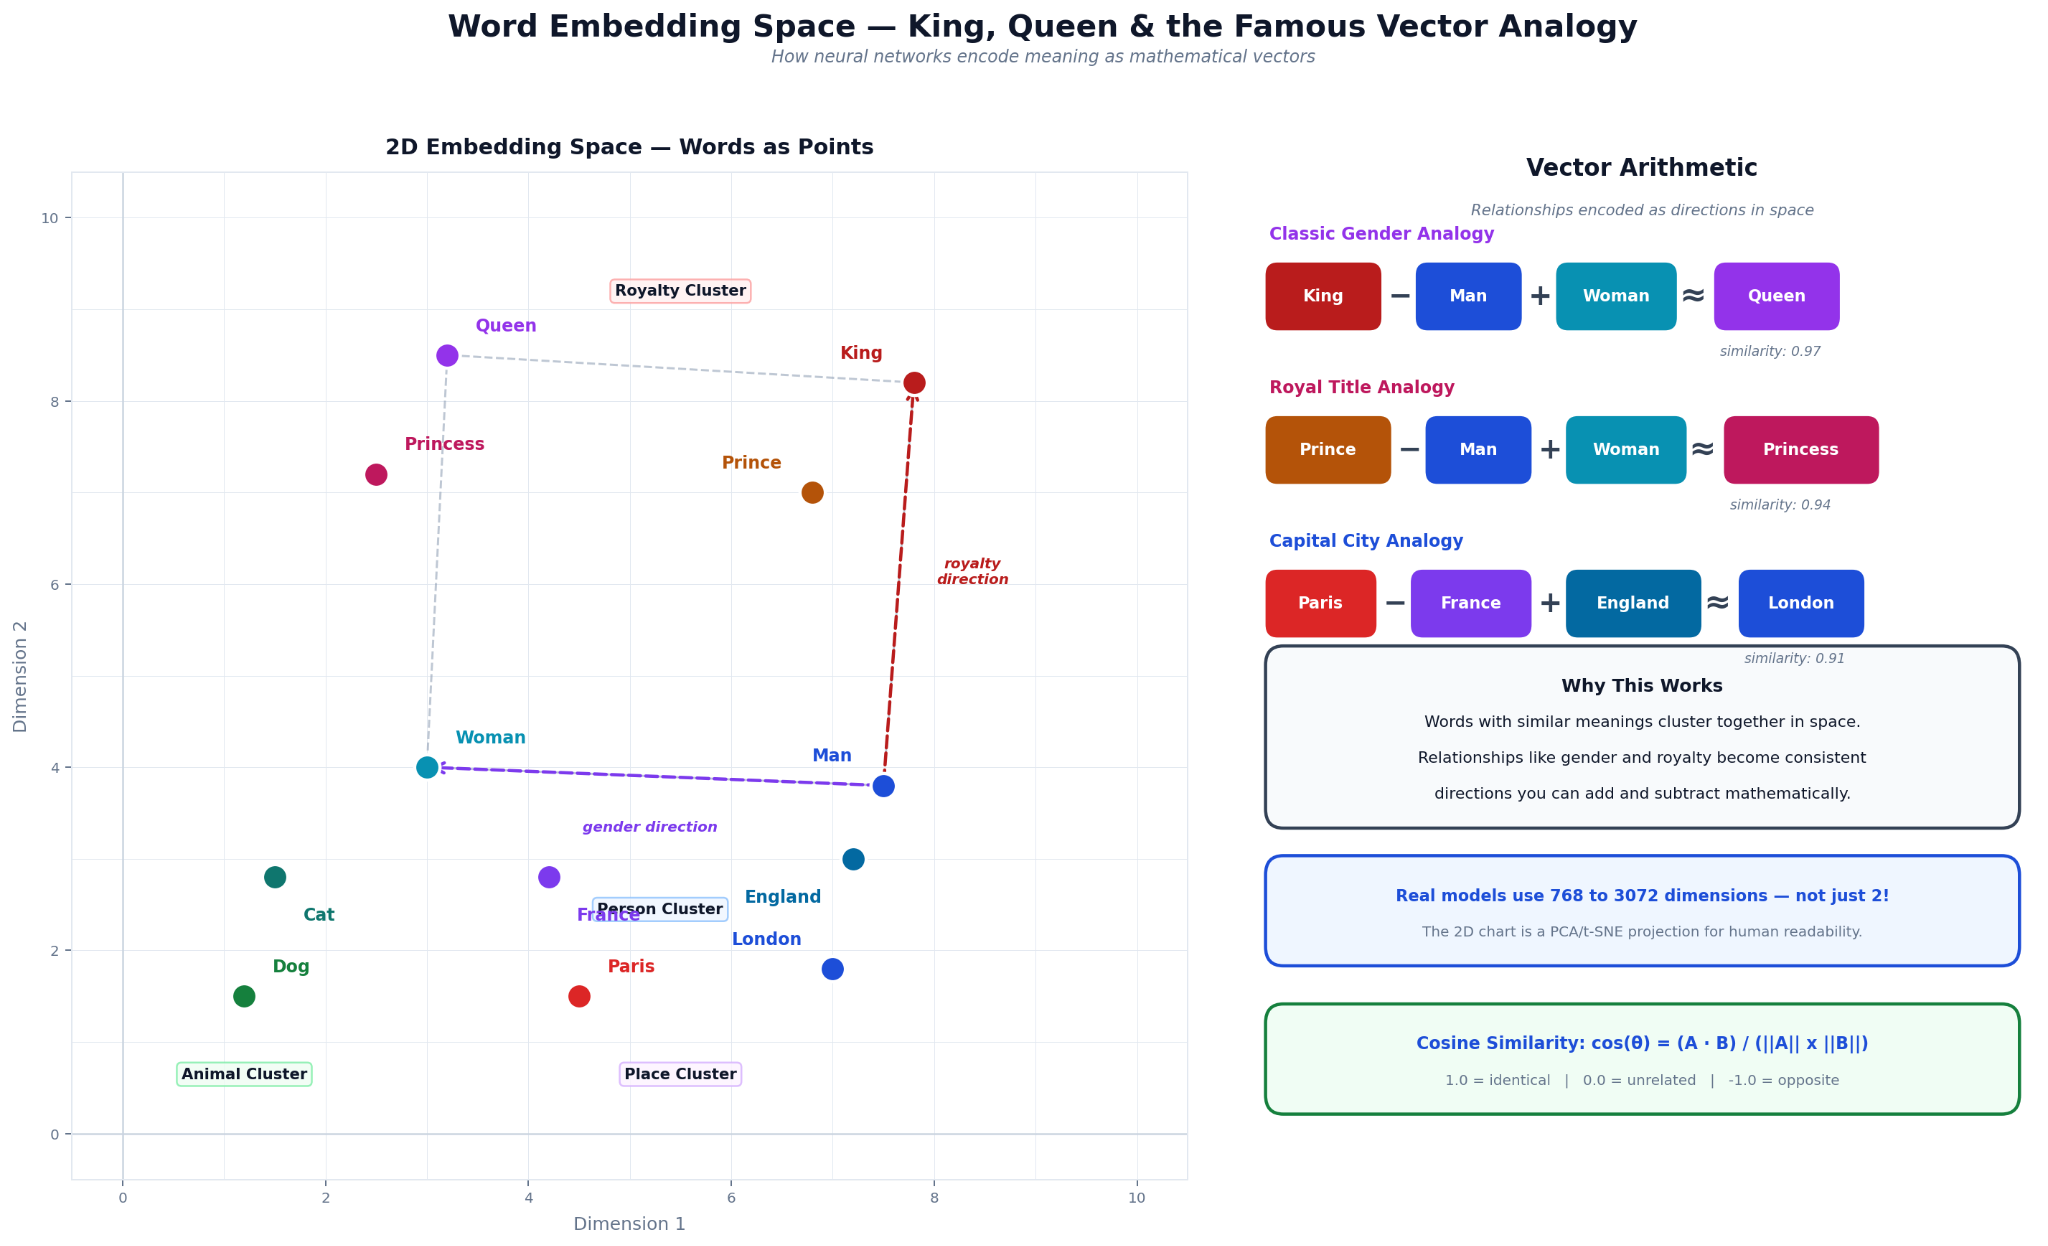 Word Embedding Space — King, Queen & the Famous Vector Analogy
How neural networks encode meaning as mathematical vectors
2D Embedding Space — Words as Points
10
Royalty Cluster
Queen
King
8
Princess
Prince
royalty
direction
6
Dimension 2
Woman
Man
4
gender direction
Cat
France
Person Cluster
England
London
2
Dog
Paris
Animal Cluster
Place Cluster
0
0 2 4 6 8 10
Dimension 1
Vector Arithmetic
Relationships encoded as directions in space
Classic Gender Analogy
King − Man + Woman ≈ Queen
similarity: 0.97
Royal Title Analogy
Prince − Man + Woman ≈ Princess
similarity: 0.94
Capital City Analogy
Paris − France + England ≈ London
similarity: 0.91
Why This Works
Words with similar meanings cluster together in space.
Relationships like gender and royalty become consistent
directions you can add and subtract mathematically.
Real models use 768 to 3072 dimensions — not just 2!
The 2D chart is a PCA/t-SNE projection for human readability.
Cosine Similarity: cos(θ) = (A · B) / (||A|| x ||B||)
1.0 = identical | 0.0 = unrelated | -1.0 = opposite